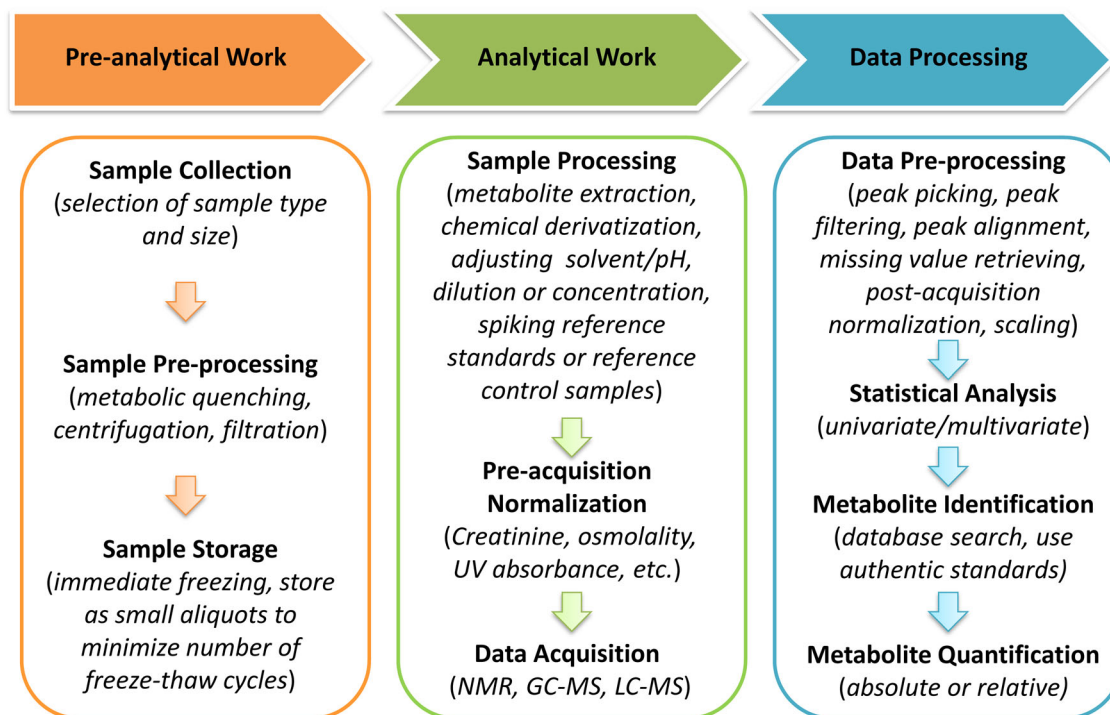 Pre-analytical Work
Analytical Work
Data Processing
Sample Collection
(selection of sample type
and size)
Sample Pre-processing
(metabolic quenching,
centrifugation, filtration)
Sample Storage
(immediate freezing, store
as small aliquots to
minimize number of
freeze-thaw cycles)
Sample Processing
(metabolite extraction,
chemical derivatization,
adjusting solvent/pH,
dilution or concentration,
spiking reference
standards or reference
control samples)
Pre-acquisition
Normalization
(Creatinine, osmolality,
UV absorbance, etc.)
Data Acquisition
(NMR, GC-MS, LC-MS)
Data Pre-processing
(peak picking, peak
filtering, peak alignment,
missing value retrieving,
post-acquisition
normalization, scaling)
Statistical Analysis
(univariate/multivariate)
Metabolite Identification
(database search, use
authentic standards)
Metabolite Quantification
(absolute or relative)